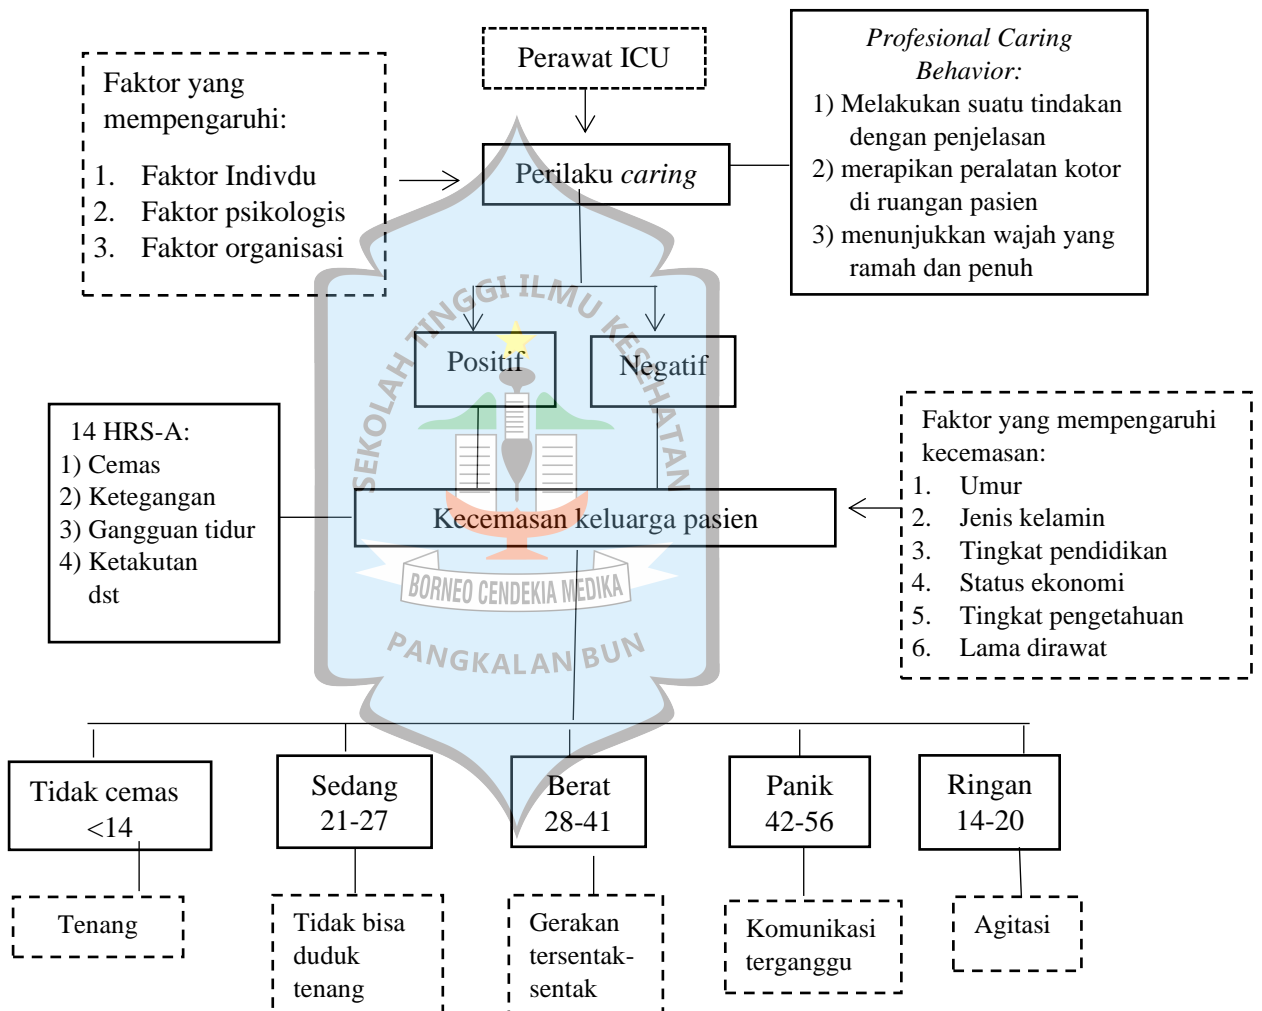 Perawat ICU
Faktor yang
mempengaruhi:
1. Faktor Indivdu
2. Faktor psikologis
3. Faktor organisasi
Perilaku caring
Profesional Caring
Behavior:
1) Melakukan suatu tindakan
dengan penjelasan
2) merapikan peralatan kotor
di ruangan pasien
3) menunjukkan wajah yang
ramah dan penuh
SEKOLAH TINGGI ILMU KESEHATAN
Positif
Negatif
14 HRS-A:
1) Cemas
2) Ketegangan
3) Gangguan tidur
4) Ketakutan
dst
Kecemasan keluarga pasien
Faktor yang mempengaruhi
kecemasan:
1. Umur
2. Jenis kelamin
3. Tingkat pendidikan
4. Status ekonomi
5. Tingkat pengetahuan
6. Lama dirawat
BORNEO CENDEKIA MEDIKA
PANGKALAN BUN
Tidak cemas
<14
Sedang
21-27
Berat
28-41
Panik
42-56
Ringan
14-20
Tenang
Tidak bisa
duduk
tenang
Gerakan
tersentak-
sentak
Komunikasi
terganggu
Agitasi